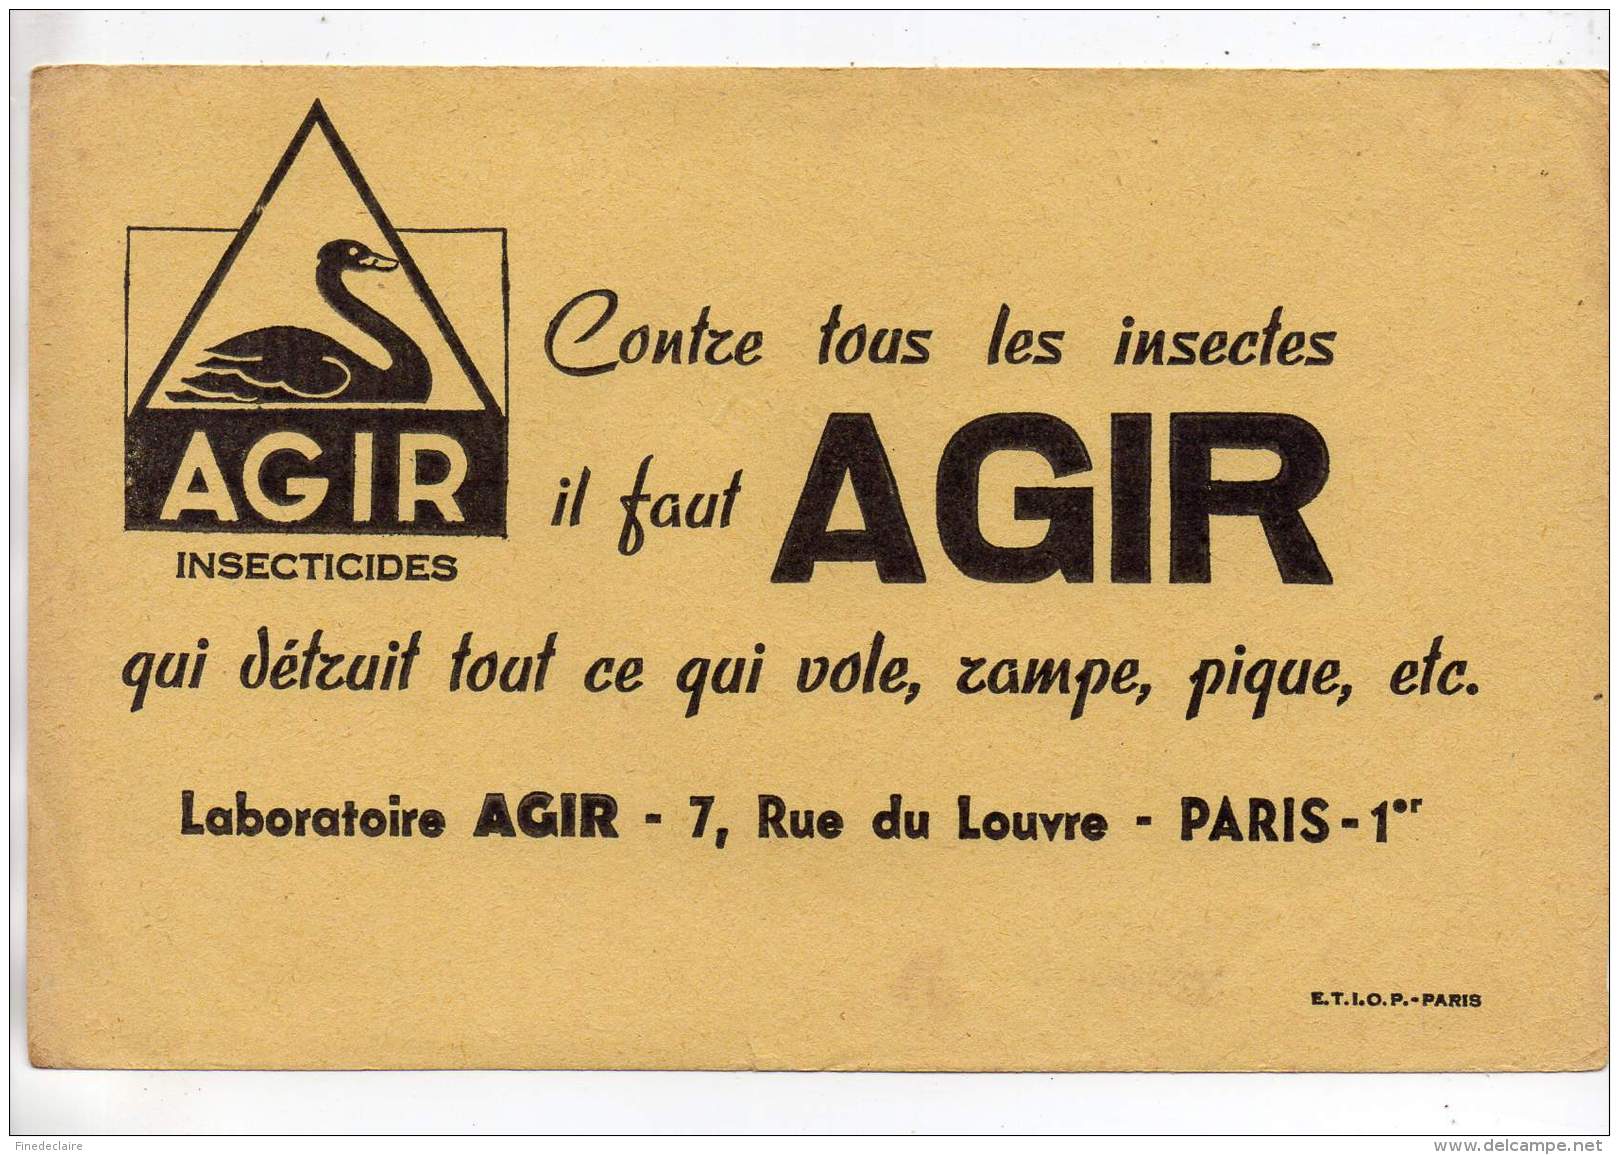 AGIR
INSECTICIDES
Contre tous les insectes
il faut AGIR
qui détruit tout ce qui vole, rampe, pique, etc.
Laboratoire AGIR - 7, Rue du Louvre - PARIS - 1er
E.T.I.O.P.-PARIS
Finedeclaire
www.delcampe.net